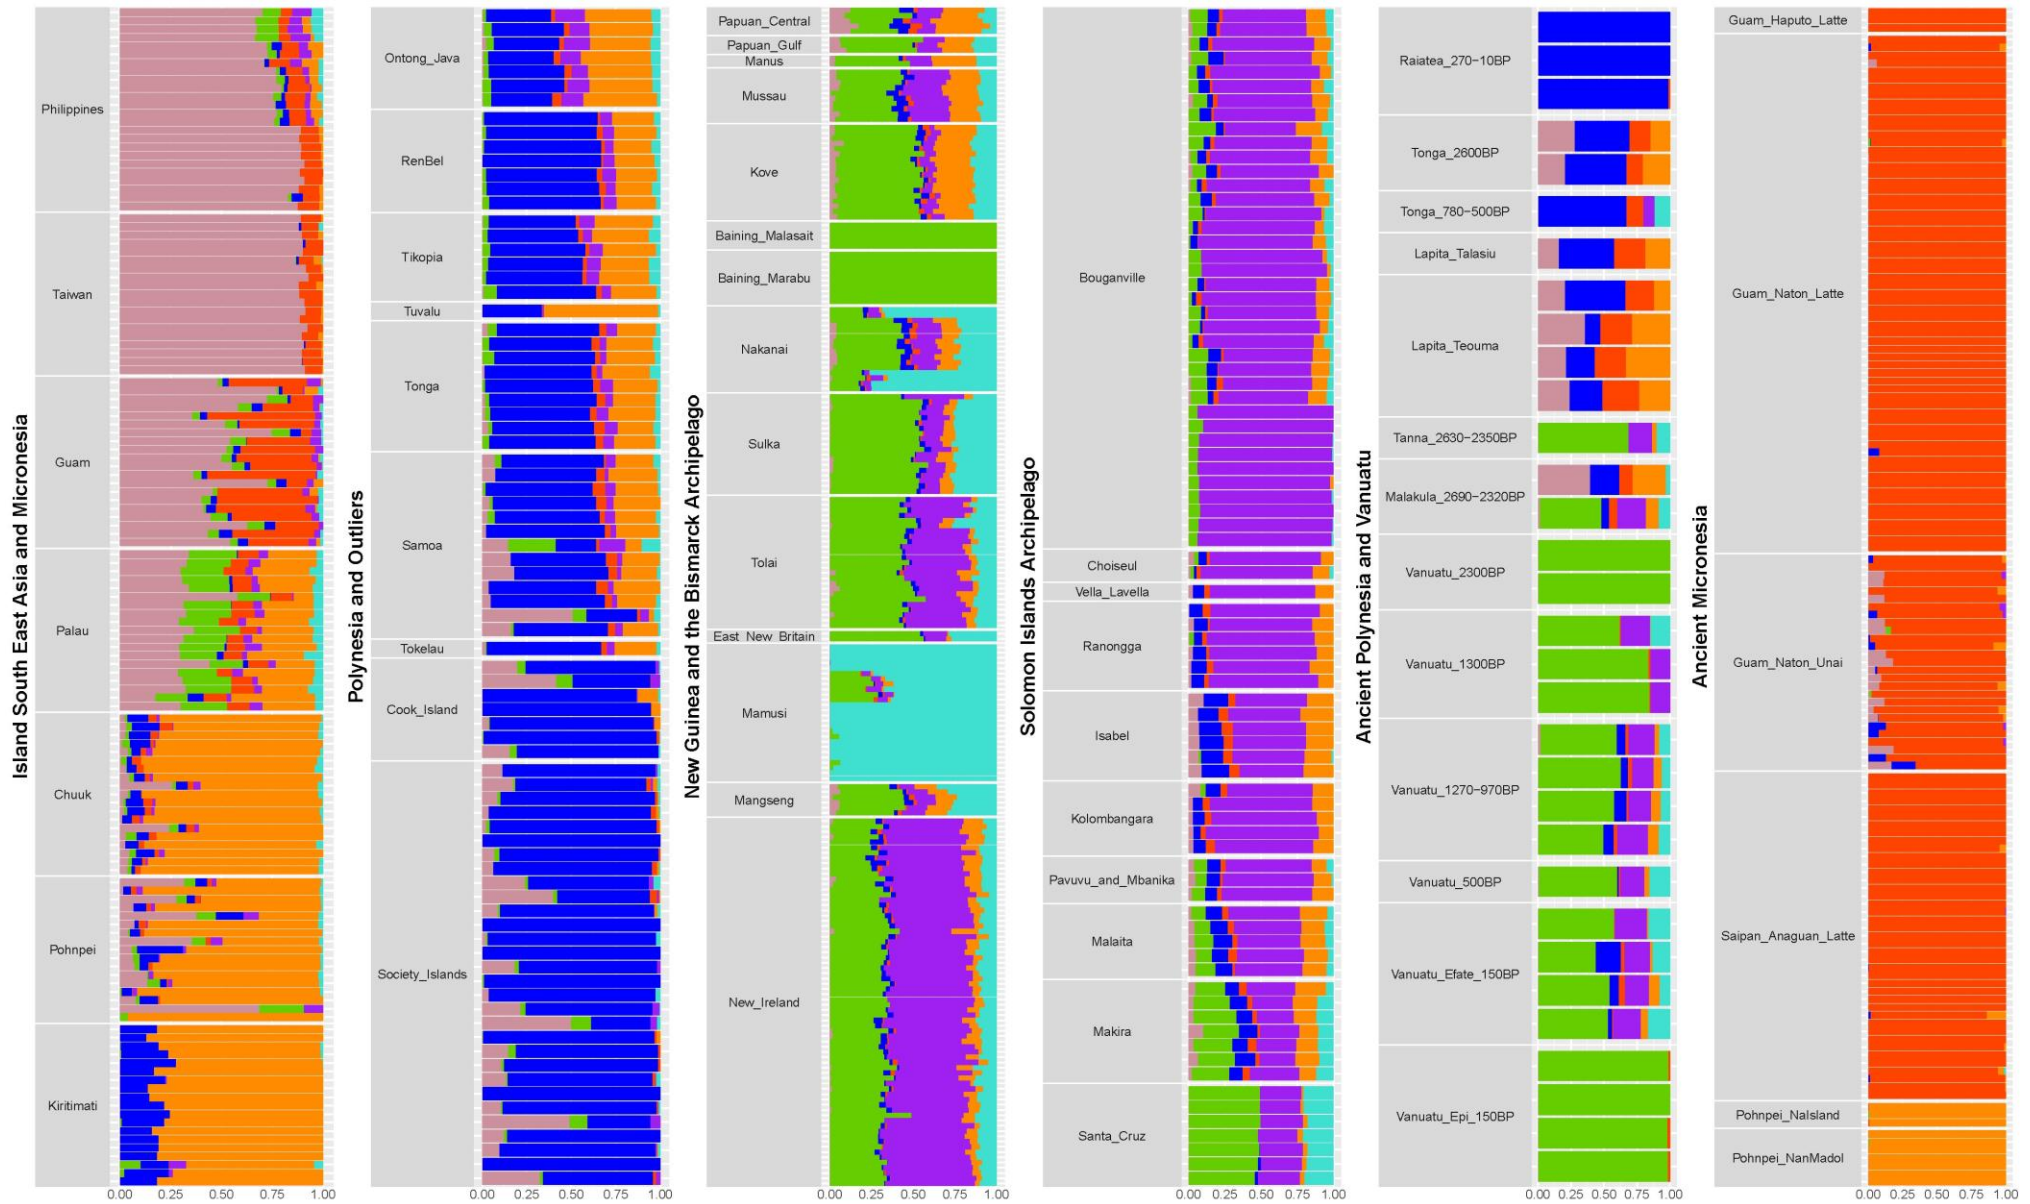 Island South East Asia and Micronesia
Philippines
Taiwan
Guam
Palau
Chuuk
Pohnpei
Kiritimati
0.00 0.25 0.50 0.75 1.00
Polynesia and Outliers
Ontong_Java
RenBel
Tikopia
Tuvalu
Tonga
Samoa
Tokelau
Cook_Island
Society_Islands
0.00 0.25 0.50 0.75 1.00
New Guinea and the Bismarck Archipelago
Papuan_Central
Papuan_Gulf
Manus
Mussau
Kove
Baining_Malasait
Baining_Marabu
Nakanai
Sulka
Tolai
East_New_Britain
Mamusi
Mangseng
New_Ireland
0.00 0.25 0.50 0.75 1.00
Solomon Islands Archipelago
Bouganville
Choiseul
Vella_Lavella
Ranongga
Isabel
Kolombangara
Pavuvu_and_Mbanika
Malaita
Makira
Santa_Cruz
0.00 0.25 0.50 0.75 1.00
Ancient Polynesia and Vanuatu
Raiatea_270-10BP
Tonga_2600BP
Tonga_780-500BP
Lapita_Talasiu
Lapita_Teouma
Tanna_2630-2350BP
Malakula_2690-2320BP
Vanuatu_2300BP
Vanuatu_1300BP
Vanuatu_1270-970BP
Vanuatu_500BP
Vanuatu_Efate_150BP
Vanuatu_Epi_150BP
0.00 0.25 0.50 0.75 1.00
Ancient Micronesia
Guam_Haputo_Latte
Guam_Naton_Latte
Guam_Naton_Unai
Saipan_Anaguan_Latte
Pohnpei_NaIsland
Pohnpei_NanMadol
0.00 0.25 0.50 0.75 1.00